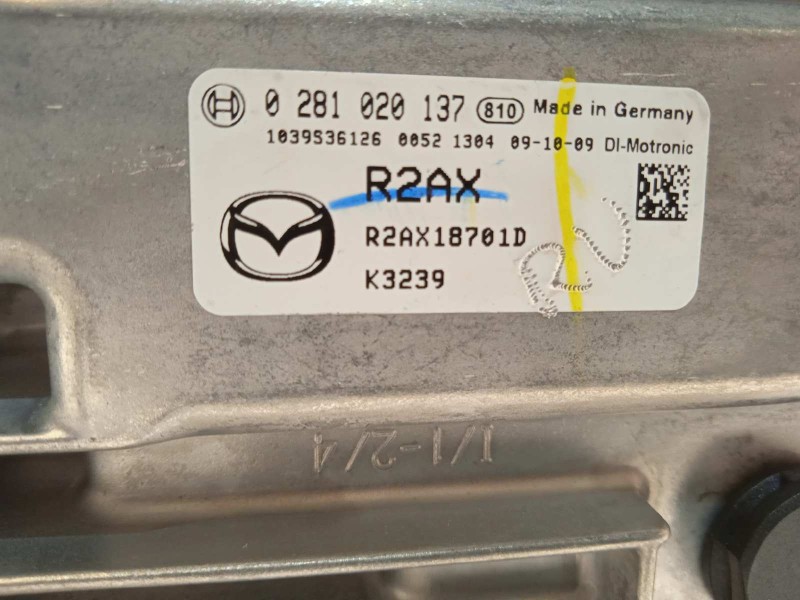 0 281 020 137 810 Made in Germany
1039S36126 0052 1304 09-10-09 DI-Motronic
R2AX
R2AX18701D
K3239
1/1-2/4